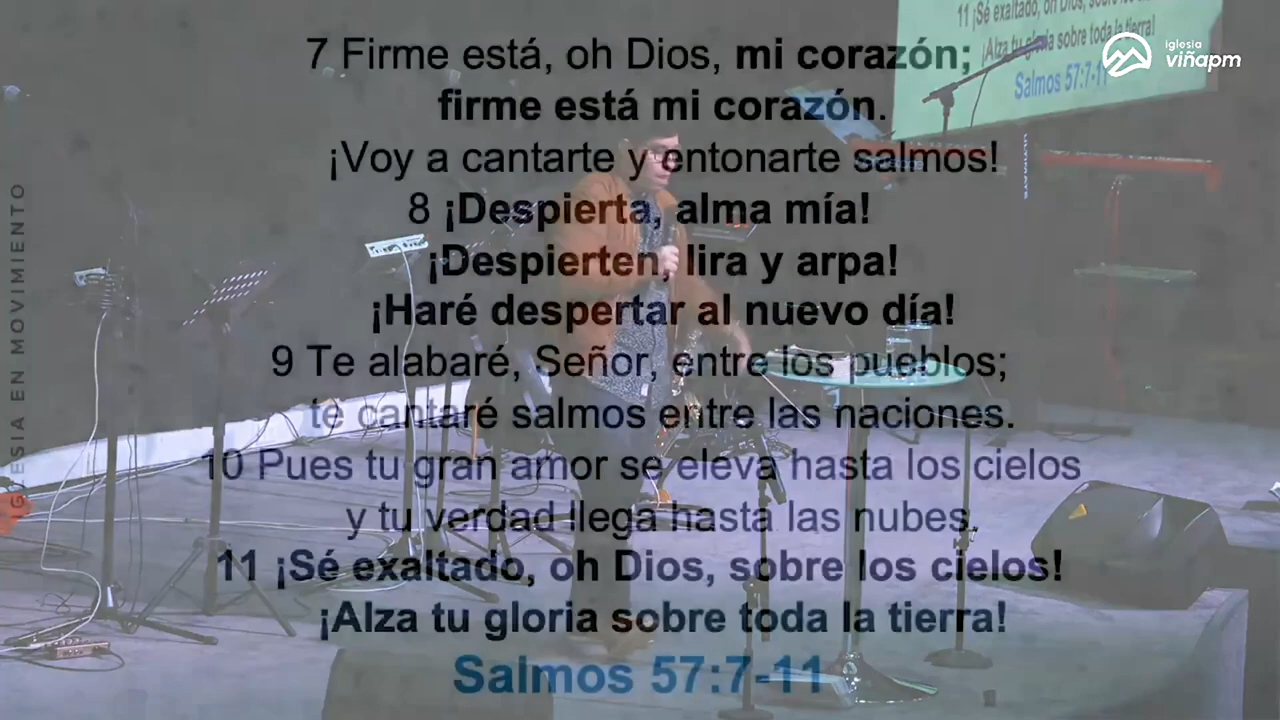 11 ¡Sé exaltado, oh Dios, sobre los cielos!
¡Alza tu gloria sobre toda la tierra!
Salmos 57:7-11
iglesia
viñapm
7 Firme está, oh Dios, mi corazón;
firme está mi corazón.
¡Voy a cantarte y entonarte salmos!
8 ¡Despierta, alma mía!
¡Despierten, lira y arpa!
¡Haré despertar al nuevo día!
9 Te alabaré, Señor, entre los pueblos;
te cantaré salmos entre las naciones.
10 Pues tu gran amor se eleva hasta los cielos
y tu verdad llega hasta las nubes.
11 ¡Sé exaltado, oh Dios, sobre los cielos!
¡Alza tu gloria sobre toda la tierra!
Salmos 57:7-11
IGLESIA EN MOVIMIENTO
ULTIMATE